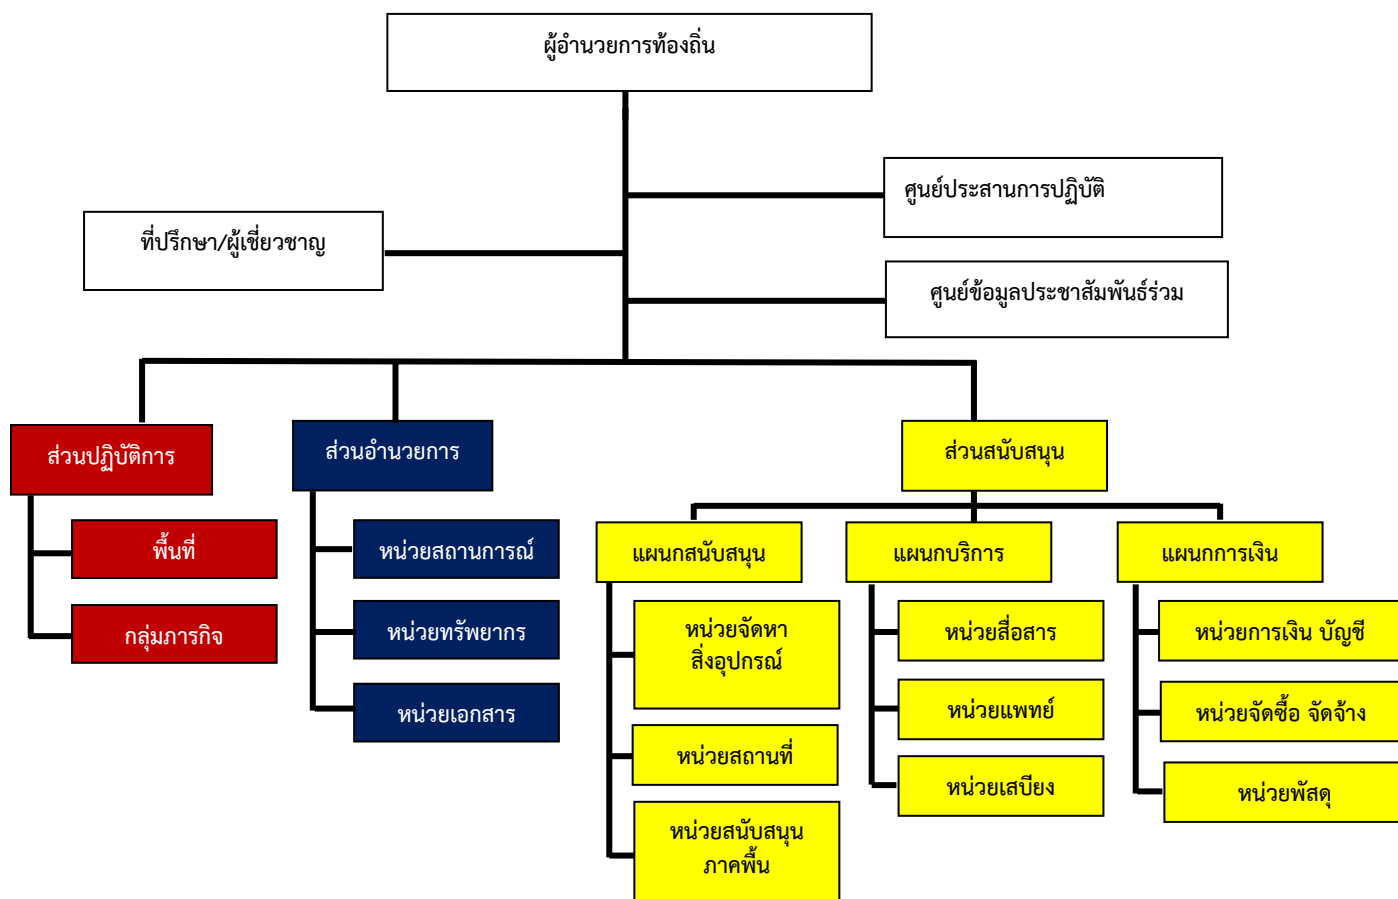 ผู้อำนวยการท้องถิ่น
ศูนย์ประสานการปฏิบัติ
ที่ปรึกษา/ผู้เชี่ยวชาญ
ศูนย์ข้อมูลประชาสัมพันธ์ร่วม
ส่วนปฏิบัติการ
พื้นที่
กลุ่มภารกิจ
ส่วนอำนวยการ
หน่วยสถานการณ์
หน่วยทรัพยากร
หน่วยเอกสาร
ส่วนสนับสนุน
แผนกสนับสนุน
หน่วยจัดหา
สิ่งอุปกรณ์
หน่วยสถานที่
หน่วยสนับสนุน
ภาคพื้น
แผนกบริการ
หน่วยสื่อสาร
หน่วยแพทย์
หน่วยเสบียง
แผนกการเงิน
หน่วยการเงิน บัญชี
หน่วยจัดซื้อ จัดจ้าง
หน่วยพัสดุ